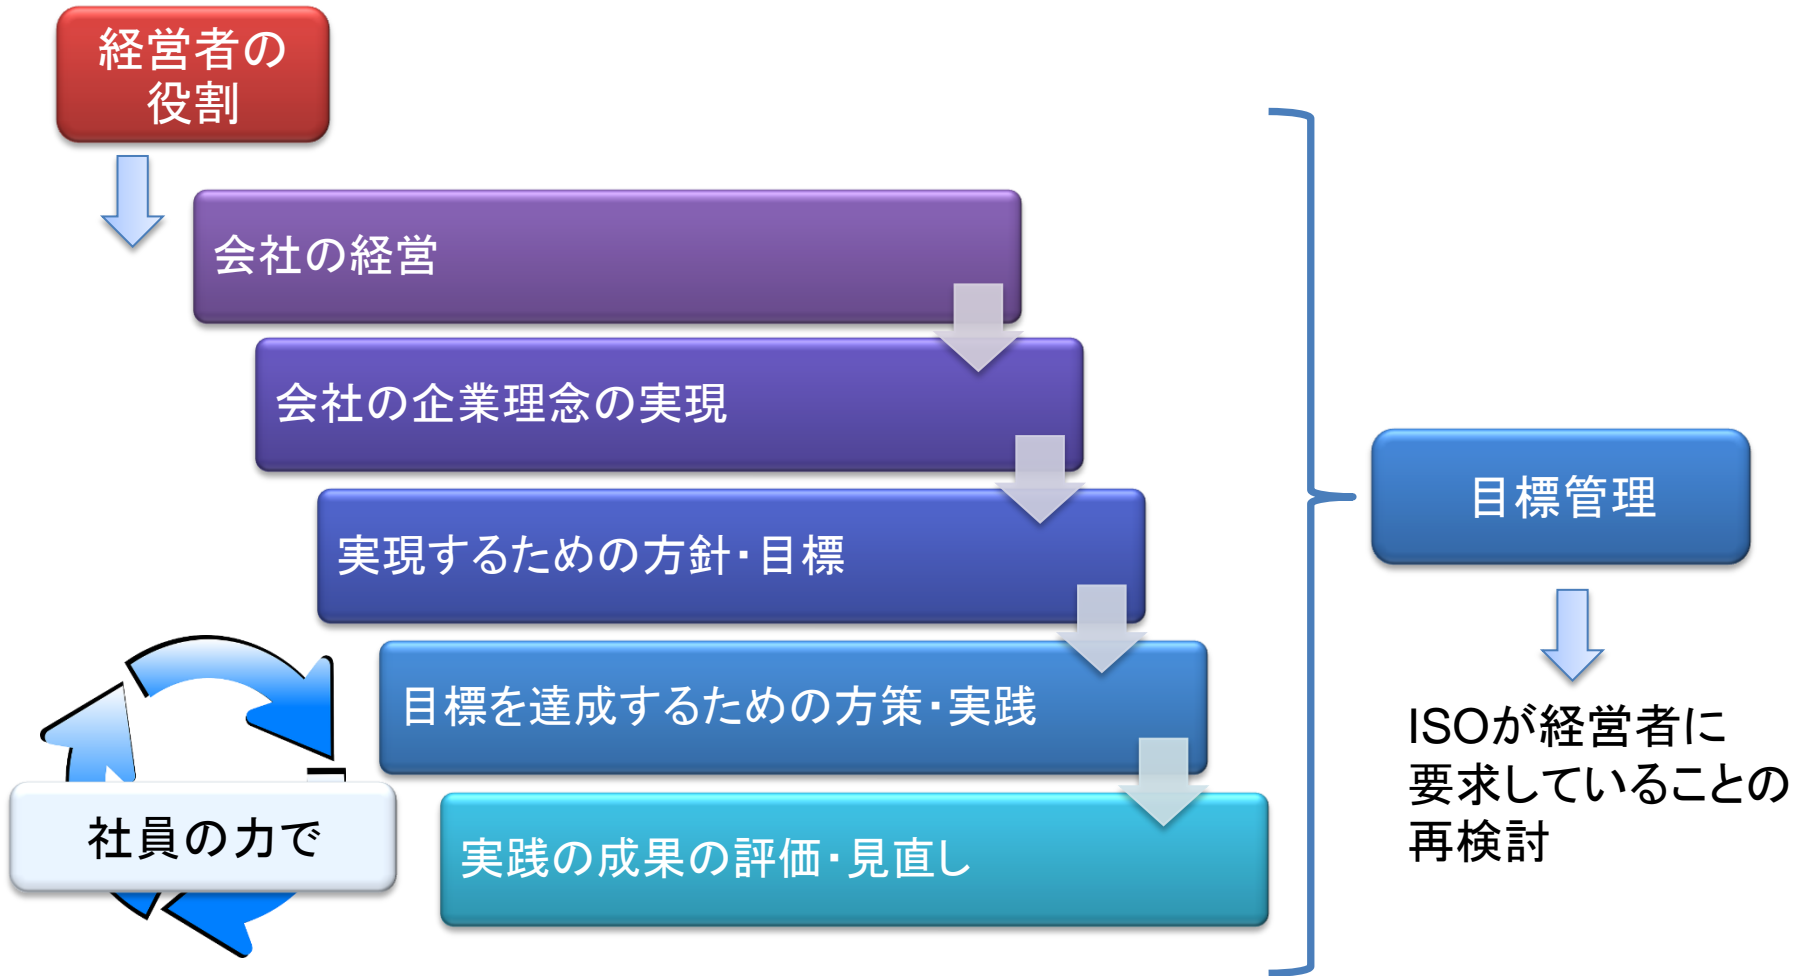 経営者の
役割
会社の経営
会社の企業理念の実現
実現するための方針・目標
目標を達成するための方策・実践
社員の力で
実践の成果の評価・見直し
目標管理
ISOが経営者に
要求していることの
再検討